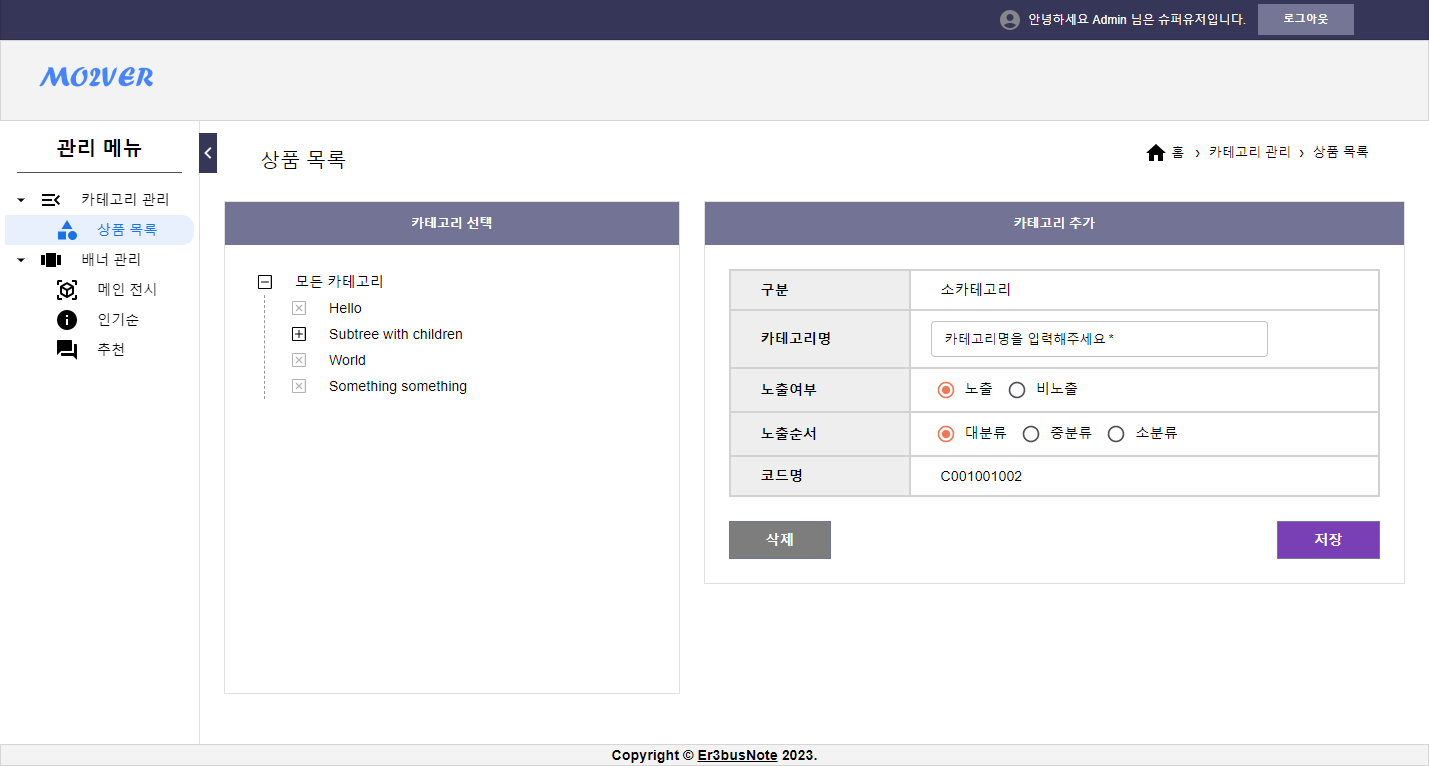 안녕하세요 Admin 님은 슈퍼유저입니다.
로그아웃
MO2VER
관리 메뉴
카테고리 관리
상품 목록
배너 관리
메인 전시
인기순
추천
상품 목록
홈 › 카테고리 관리 › 상품 목록
카테고리 선택
모든 카테고리
Hello
Subtree with children
World
Something something
카테고리 추가
구분 소카테고리
카테고리명 카테고리명을 입력해주세요 *
노출여부 노출 비노출
노출순서 대분류 중분류 소분류
코드명 C001001002
삭제 저장
Copyright © Er3busNote 2023.